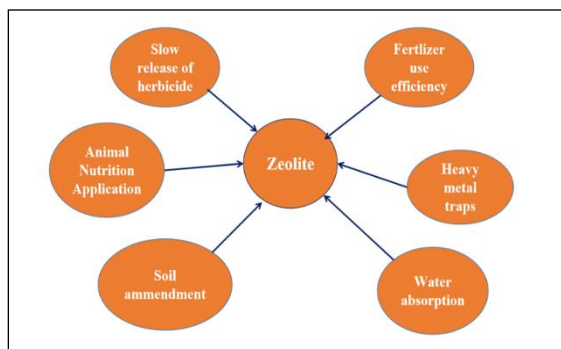 Slow
release of
herbicide
Fertlizer
use
efficiency
Animal
Nutrition
Application
Zeolite
Heavy
metal
traps
Soil
ammendment
Water
absorption